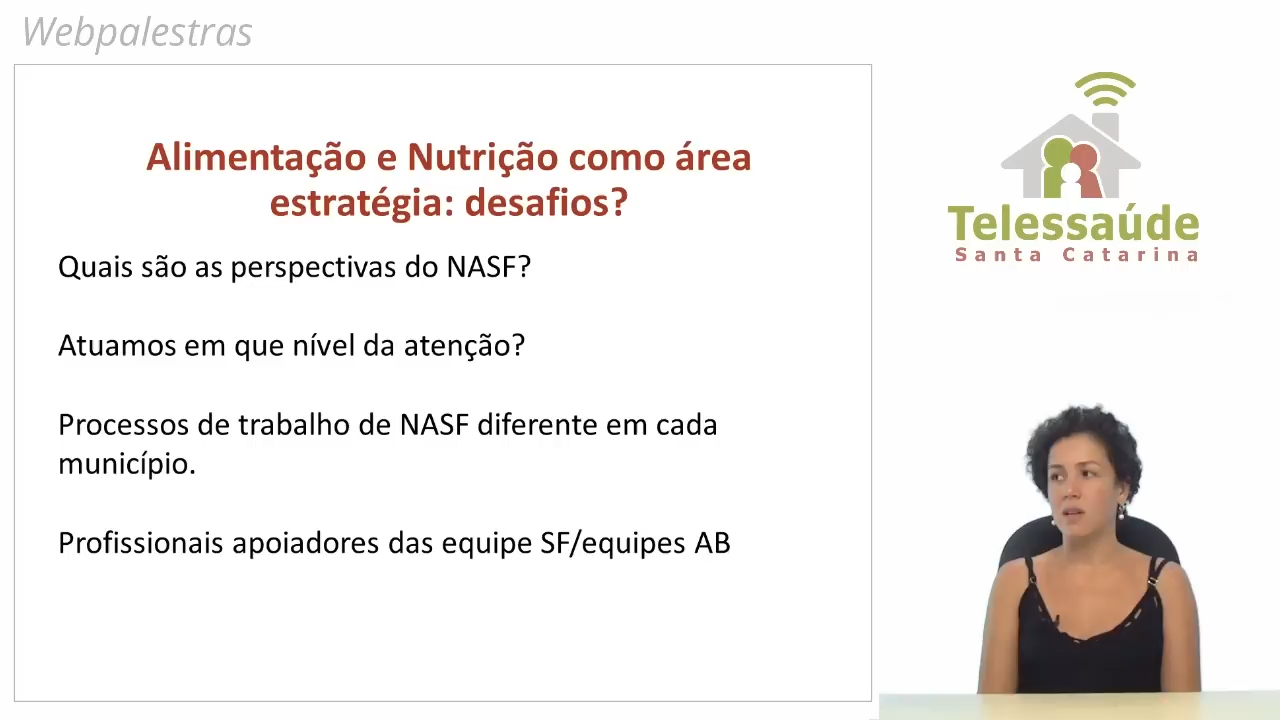 Webpalestras
Alimentação e Nutrição como área
estratégia: desafios?
Quais são as perspectivas do NASF?
Atuamos em que nível da atenção?
Processos de trabalho de NASF diferente em cada
município.
Profissionais apoiadores das equipe SF/equipes AB
Telessaúde
Santa Catarina